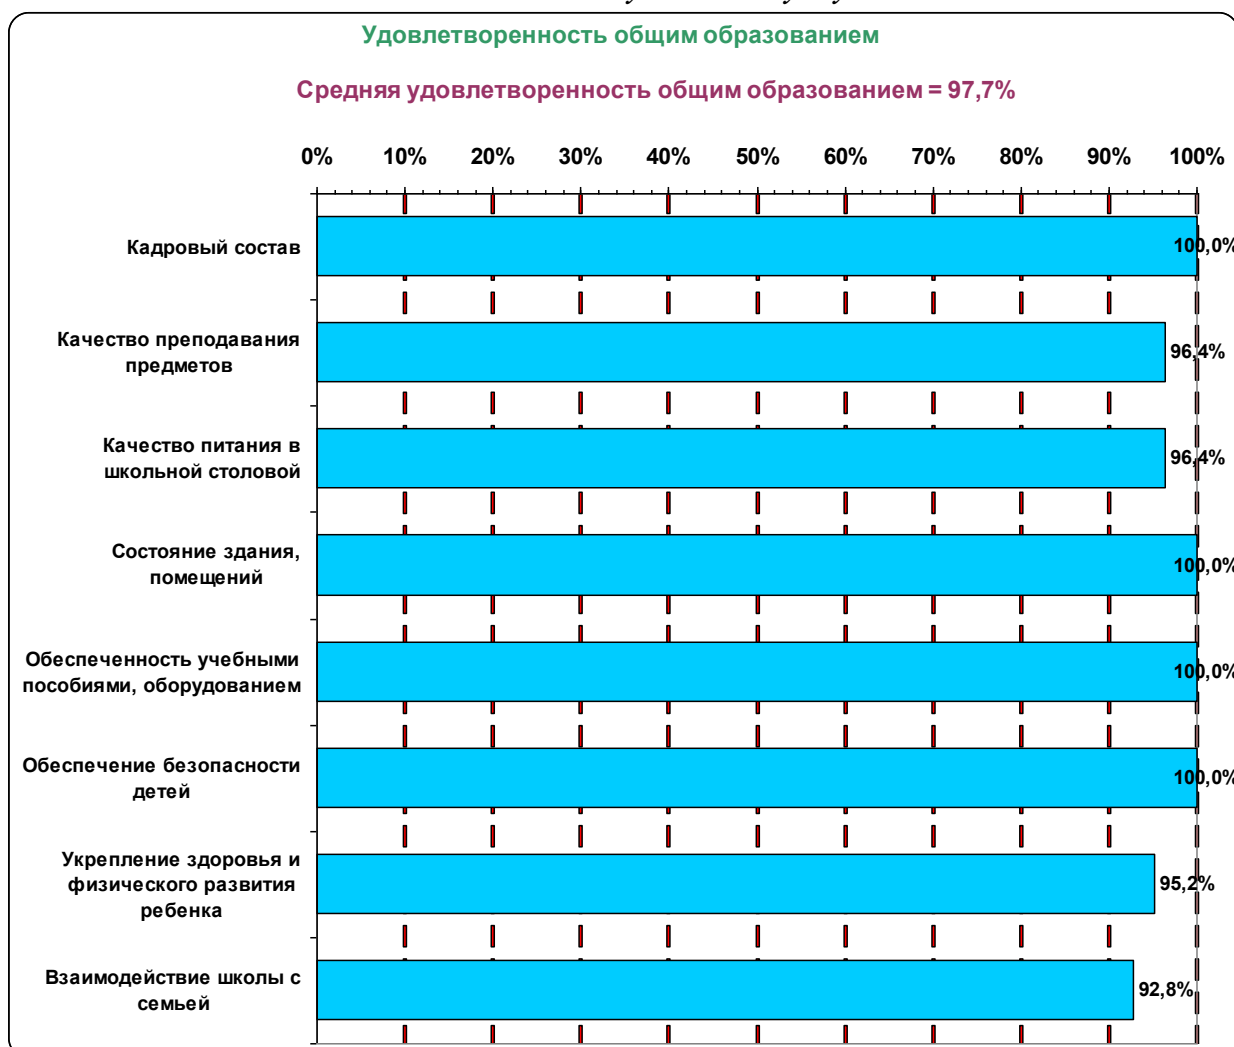 Удовлетворенность общим образованием
Средняя удовлетворенность общим образованием = 97,7%
0% 10% 20% 30% 40% 50% 60% 70% 80% 90% 100%
Кадровый состав
100,0%
Качество преподавания
предметов
96,4%
Качество питания в
школьной столовой
96,4%
Состояние здания,
помещений
100,0%
Обеспеченность учебными
пособиями, оборудованием
100,0%
Обеспечение безопасности
детей
100,0%
Укрепление здоровья и
физического развития
ребенка
95,2%
Взаимодействие школы с
семьей
92,8%